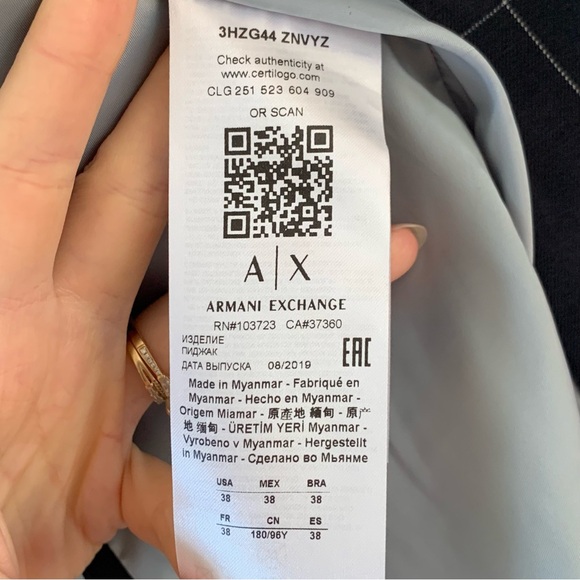 3HZG44 ZNVYZ
Check authenticity at
www.certilogo.com
CLG 251 523 604 909
OR SCAN
A|X
ARMANI EXCHANGE
RN#103723 CA#37360
ИЗДЕЛИЕ
ПИДЖАК
ДАТА ВЫПУСКА 08/2019
EAC
Made in Myanmar - Fabriqué en
Myanmar - Hecho en Myanmar -
Origem Miamar - 原產地 緬甸 - 原产
地 缅甸 - ÜRETİM YERİ Myanmar -
Vyrobeno v Myanmar - Hergestellt
in Myanmar - Сделано во Мьянме
USA MEX BRA
38 38 38
FR CN ES
38 180/96Y 38